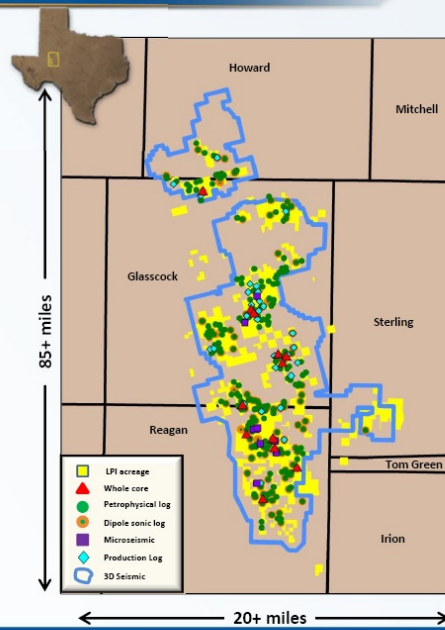 Howard
Mitchell
Glasscock
Sterling
85+ miles
Reagan
Tom Green
Irion
LPI acreage
Whole core
Petrophysical log
Dipole sonic log
Microseismic
Production Log
3D Seismic
20+ miles